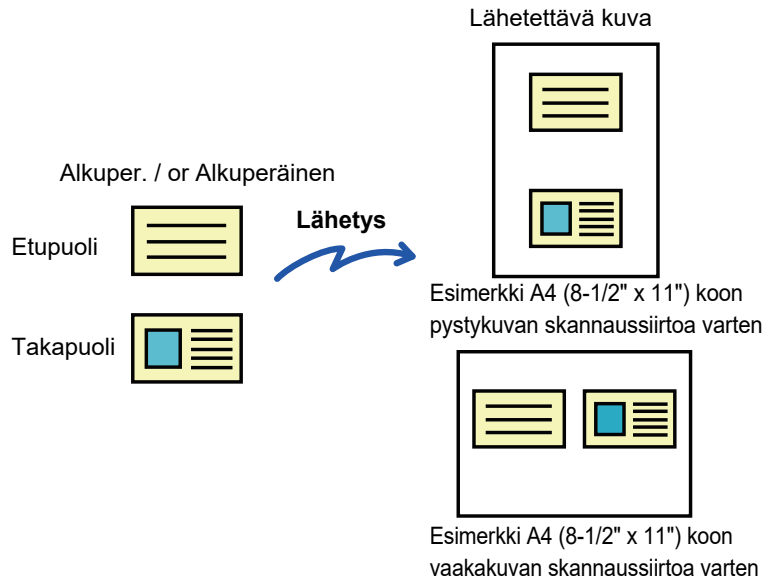 Lähetettävä kuva
Alkuper. / or Alkuperäinen
Etupuoli
Takapuoli
Lähetys
Esimerkki A4 (8-1/2" x 11") koon
pystykuvan skannaussiirtoa varten
Esimerkki A4 (8-1/2" x 11") koon
vaakakuvan skannaussiirtoa varten